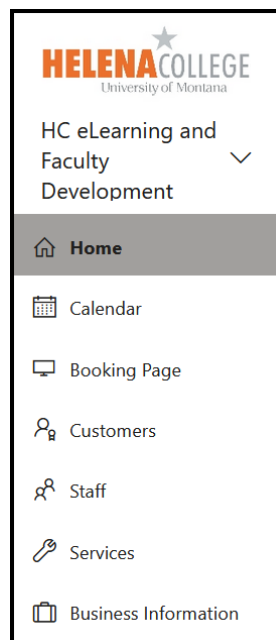 HELENACOLLEGE
University of Montana
HC eLearning and
Faculty
Development
Home
Calendar
Booking Page
Customers
Staff
Services
Business Information